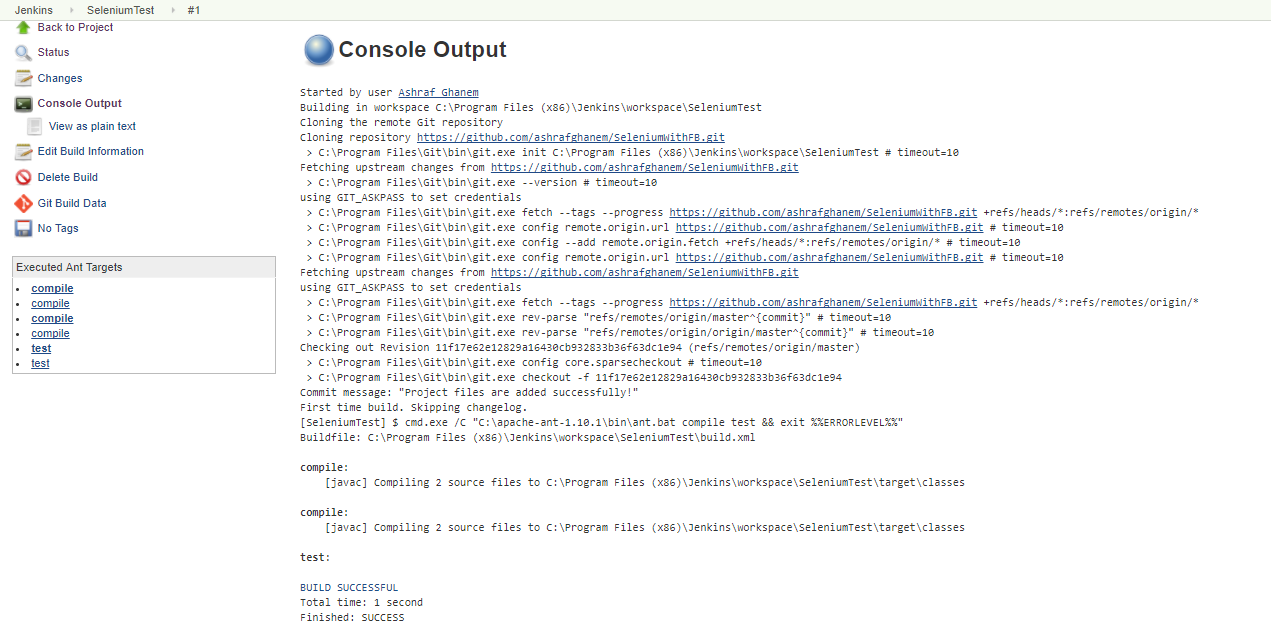 Jenkins SeleniumTest #1
Back to Project
Status
Changes
Console Output
View as plain text
Edit Build Information
Delete Build
Git Build Data
No Tags
Executed Ant Targets
compile
compile
compile
compile
test
test
Console Output
Started by user Ashraf Ghanem
Building in workspace C:\Program Files (x86)\Jenkins\workspace\SeleniumTest
Cloning the remote Git repository
Cloning repository https://github.com/ashrafghanem/SeleniumWithFB.git
> C:\Program Files\Git\bin\git.exe init C:\Program Files (x86)\Jenkins\workspace\SeleniumTest # timeout=10
Fetching upstream changes from https://github.com/ashrafghanem/SeleniumWithFB.git
> C:\Program Files\Git\bin\git.exe --version # timeout=10
using GIT_ASKPASS to set credentials
> C:\Program Files\Git\bin\git.exe fetch --tags --progress https://github.com/ashrafghanem/SeleniumWithFB.git +refs/heads/*:refs/remotes/origin/*
> C:\Program Files\Git\bin\git.exe config remote.origin.url https://github.com/ashrafghanem/SeleniumWithFB.git # timeout=10
> C:\Program Files\Git\bin\git.exe config --add remote.origin.fetch +refs/heads/*:refs/remotes/origin/* # timeout=10
> C:\Program Files\Git\bin\git.exe config remote.origin.url https://github.com/ashrafghanem/SeleniumWithFB.git # timeout=10
Fetching upstream changes from https://github.com/ashrafghanem/SeleniumWithFB.git
using GIT_ASKPASS to set credentials
> C:\Program Files\Git\bin\git.exe fetch --tags --progress https://github.com/ashrafghanem/SeleniumWithFB.git +refs/heads/*:refs/remotes/origin/*
> C:\Program Files\Git\bin\git.exe rev-parse "refs/remotes/origin/master^{commit}" # timeout=10
> C:\Program Files\Git\bin\git.exe rev-parse "refs/remotes/origin/origin/master^{commit}" # timeout=10
Checking out Revision 11f17e62e12829a16430cb932833b36f63dc1e94 (refs/remotes/origin/master)
> C:\Program Files\Git\bin\git.exe config core.sparsecheckout # timeout=10
> C:\Program Files\Git\bin\git.exe checkout -f 11f17e62e12829a16430cb932833b36f63dc1e94
Commit message: "Project files are added successfully!"
First time build. Skipping changelog.
[SeleniumTest] $ cmd.exe /C "C:\apache-ant-1.10.1\bin\ant.bat compile test && exit %%ERRORLEVEL%%"
Buildfile: C:\Program Files (x86)\Jenkins\workspace\SeleniumTest\build.xml
compile:
[javac] Compiling 2 source files to C:\Program Files (x86)\Jenkins\workspace\SeleniumTest\target\classes
compile:
[javac] Compiling 2 source files to C:\Program Files (x86)\Jenkins\workspace\SeleniumTest\target\classes
test:
BUILD SUCCESSFUL
Total time: 1 second
Finished: SUCCESS